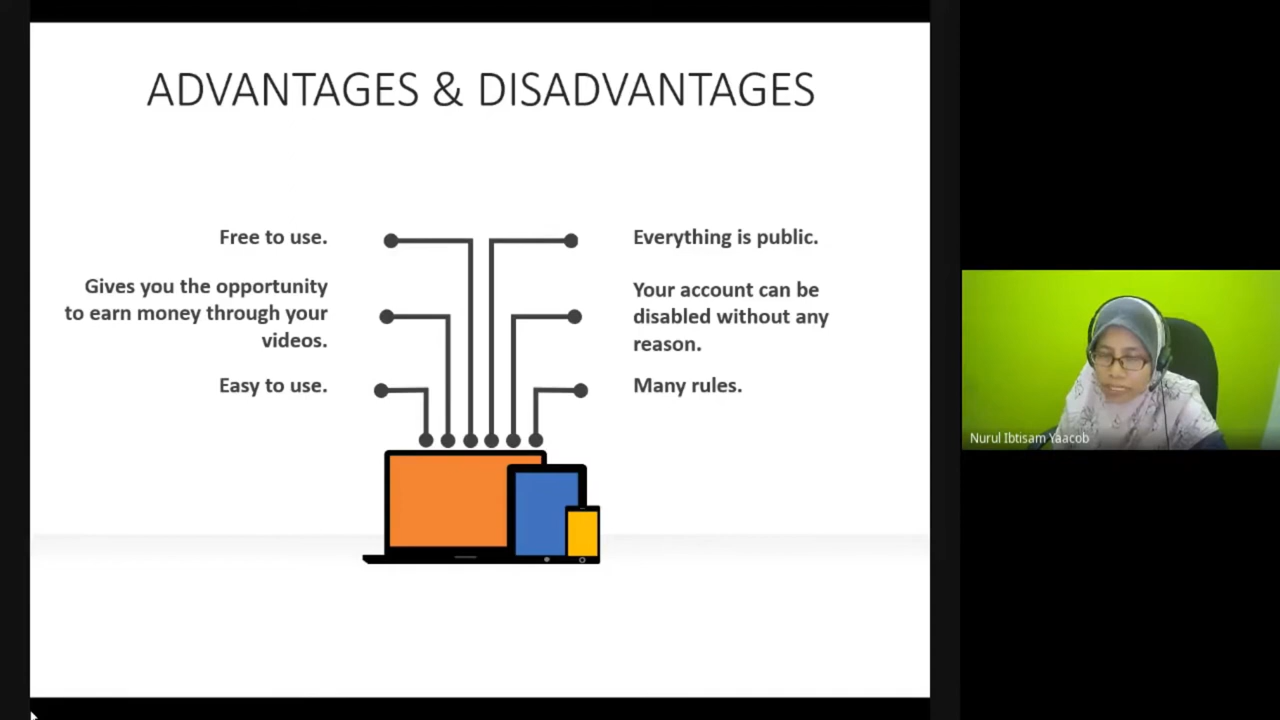 ADVANTAGES & DISADVANTAGES
Free to use.
Gives you the opportunity
to earn money through your
videos.
Easy to use.
Everything is public.
Your account can be
disabled without any
reason.
Many rules.
Nurul Ibtisam Yaacob